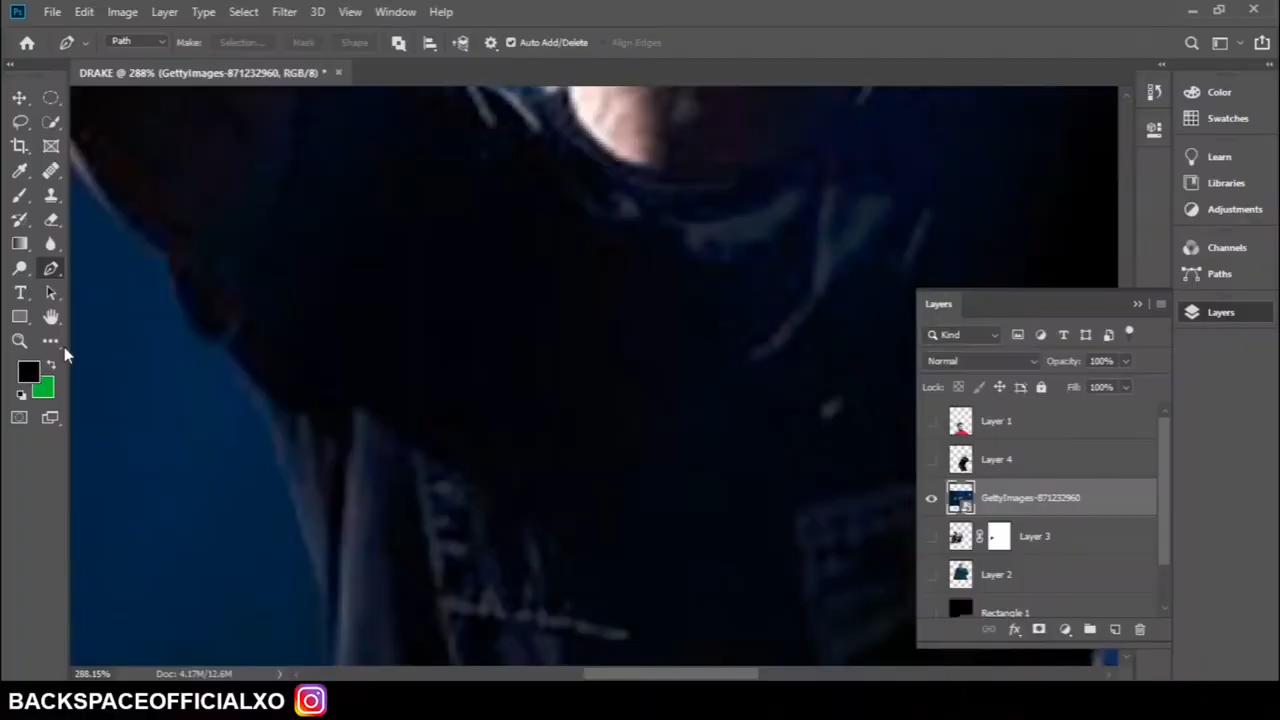 Ps File Edit Image Layer Type Select Filter 3D View Window Help
Path Make: Selection... Mask Shape Auto Add/Delete Align Edges
DRAKE @ 288% (GettyImages-871232960, RGB/8) * ×
Color
Swatches
Learn
Libraries
Adjustments
Channels
Paths
Layers
Layers
Kind
Normal Opacity: 100%
Lock: Fill: 100%
Layer 1
Layer 4
GettyImages-871232960
Layer 3
Layer 2
Rectangle 1
fx
T
288.15% Doc: 4.17M/12.6M
BACKSPACEOFFICIALXO